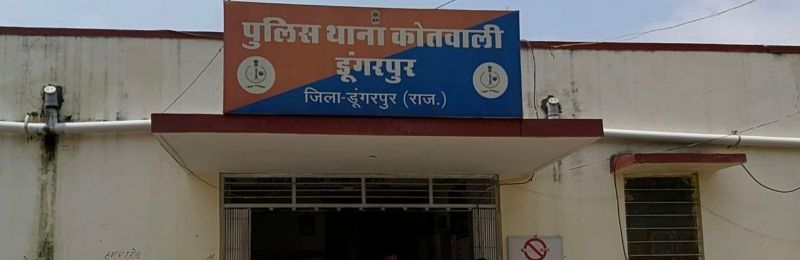 पुलिस थाना कोतवाली
डूंगरपुर
जिला-डूंगरपुर (राज.)